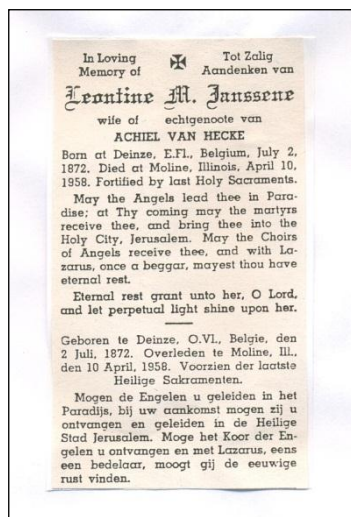 In Loving Tot Zalig
Memory of Aandenken van
Leontine M. Janssene
wife of echtgenoote van
ACHIEL VAN HECKE
Born at Deinze, E.Fl., Belgium, July 2,
1872. Died at Moline, Illinois, April 10,
1958. Fortified by last Holy Sacraments.
May the Angels lead thee in Para-
dise; at Thy coming may the martyrs
receive thee, and bring thee into the
Holy City, Jerusalem. May the Choirs
of Angels receive thee, and with La-
zarus, once a beggar, mayest thou have
eternal rest.
Eternal rest grant unto her, O Lord,
and let perpetual light shine upon her.
Geboren te Deinze, O.Vl., Belgie, den
2 Juli, 1872. Overleden te Moline, Ill.,
den 10 April, 1958. Voorzien der laatste
Heilige Sakramenten.
Mogen de Engelen u geleiden in het
Paradijs, bij uw aankomst mogen zij u
ontvangen en geleiden in de Heilige
Stad Jerusalem. Moge het Koor der En-
gelen u ontvangen en met Lazarus, eens
een bedelaar, moogt gij de eeuwige
rust vinden.